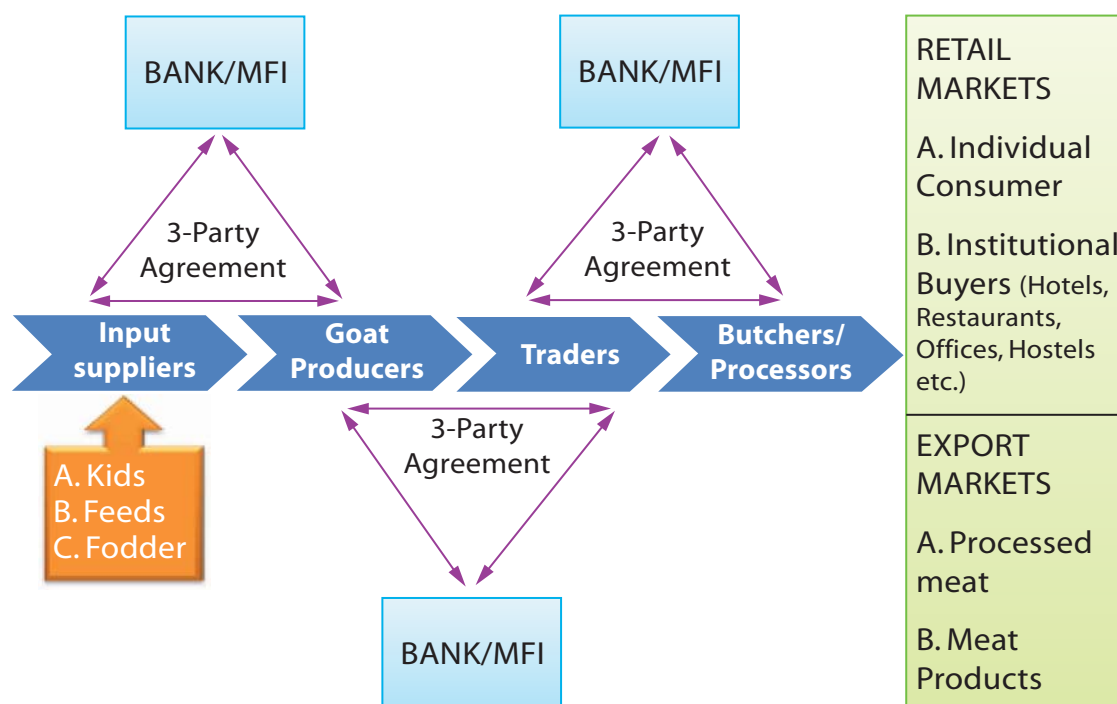 BANK/MFI
BANK/MFI
3-Party
Agreement
3-Party
Agreement
Input
suppliers
Goat
Producers
Traders
Butchers/
Processors
3-Party
Agreement
A. Kids
B. Feeds
C. Fodder
BANK/MFI
RETAIL
MARKETS
A. Individual
Consumer
B. Institutional
Buyers (Hotels,
Restaurants,
Offices, Hostels
etc.)
EXPORT
MARKETS
A. Processed
meat
B. Meat
Products